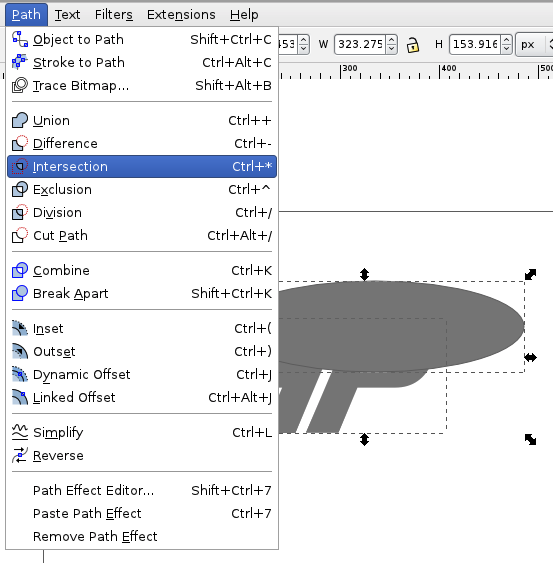 Path Text Filters Extensions Help
W 323.275 H 153.916 px
300 400
Object to Path Shift+Ctrl+C
Stroke to Path Ctrl+Alt+C
Trace Bitmap... Shift+Alt+B
Union Ctrl++
Difference Ctrl+-
Intersection Ctrl+*
Exclusion Ctrl+^
Division Ctrl+/
Cut Path Ctrl+Alt+/
Combine Ctrl+K
Break Apart Shift+Ctrl+K
Inset Ctrl+(
Outset Ctrl+)
Dynamic Offset Ctrl+J
Linked Offset Ctrl+Alt+J
Simplify Ctrl+L
Reverse
Path Effect Editor... Shift+Ctrl+7
Paste Path Effect Ctrl+7
Remove Path Effect